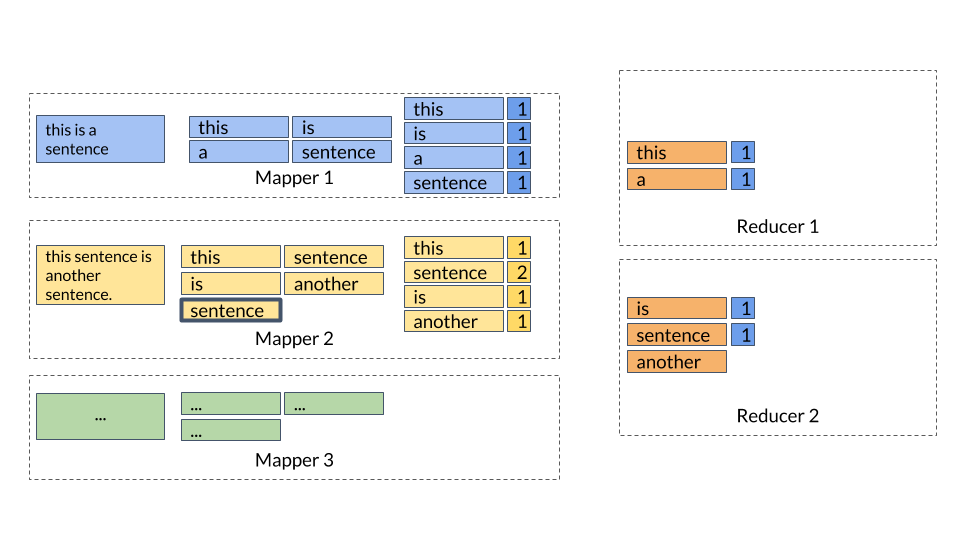 this is a
sentence
this is
a sentence
this 1
is 1
a 1
sentence 1
Mapper 1
this sentence is
another
sentence.
this sentence
is another
sentence
this 1
sentence 2
is 1
another 1
Mapper 2
...
... ...
...
Mapper 3
this 1
a 1
Reducer 1
is 1
sentence 1
another
Reducer 2